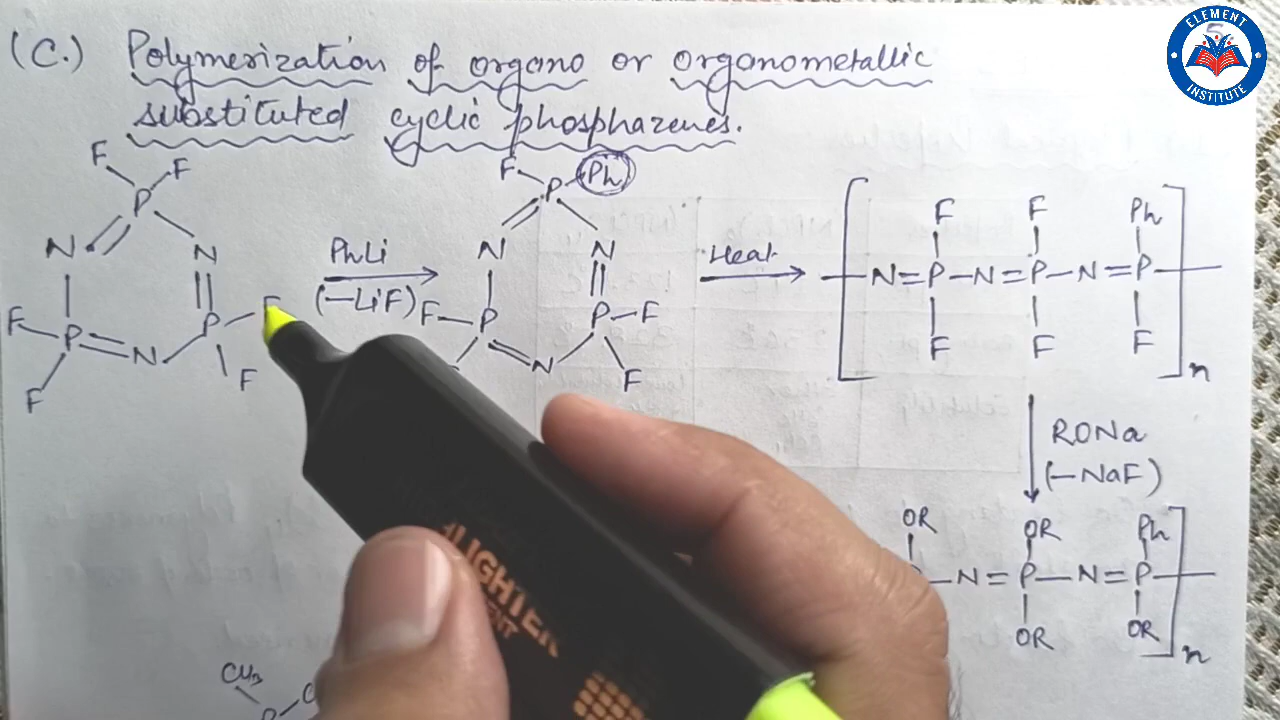 (C.) Polymerization of organo or organometallic
substituted cyclic phosphazenes.
ELEMENT
INSTITUTE
F F
P
N N
F P N P F
F F
PhLi
(-LiF)
F Ph
P
N N
F P N P F
F
Heat
F F Ph
N=P-N=P-N=P
F F F
n
RONa
(-NaF)
OR OR Ph
-N=P-N=P-
OR OR
n
CH3